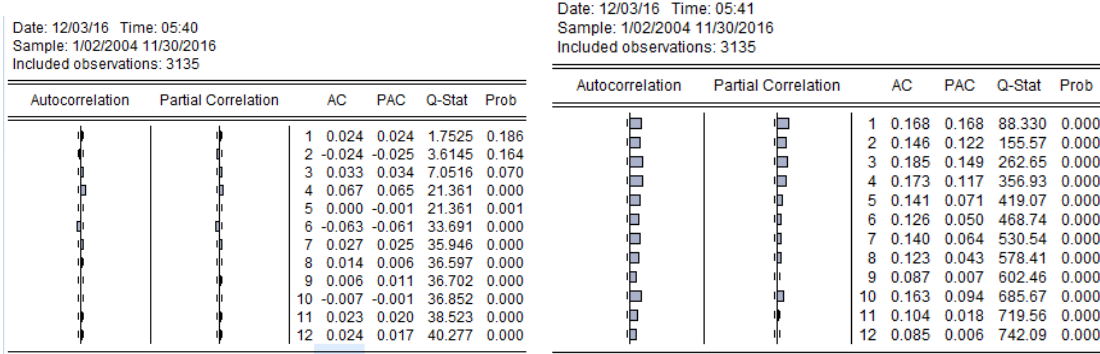 Date: 12/03/16 Time: 05:40
Sample: 1/02/2004 11/30/2016
Included observations: 3135
Autocorrelation Partial Correlation AC PAC Q-Stat Prob
1 0.024 0.024 1.7525 0.186
2 -0.024 -0.025 3.6145 0.164
3 0.033 0.034 7.0516 0.070
4 0.067 0.065 21.361 0.000
5 0.000 -0.001 21.361 0.001
6 -0.063 -0.061 33.691 0.000
7 0.027 0.025 35.946 0.000
8 0.014 0.006 36.597 0.000
9 0.006 0.011 36.702 0.000
10 -0.007 -0.001 36.852 0.000
11 0.023 0.020 38.523 0.000
12 0.024 0.017 40.277 0.000
Date: 12/03/16 Time: 05:41
Sample: 1/02/2004 11/30/2016
Included observations: 3135
Autocorrelation Partial Correlation AC PAC Q-Stat Prob
1 0.168 0.168 88.330 0.000
2 0.146 0.122 155.57 0.000
3 0.185 0.149 262.65 0.000
4 0.173 0.117 356.93 0.000
5 0.141 0.071 419.07 0.000
6 0.126 0.050 468.74 0.000
7 0.140 0.064 530.54 0.000
8 0.123 0.043 578.41 0.000
9 0.087 0.007 602.46 0.000
10 0.163 0.094 685.67 0.000
11 0.104 0.018 719.56 0.000
12 0.085 0.006 742.09 0.000